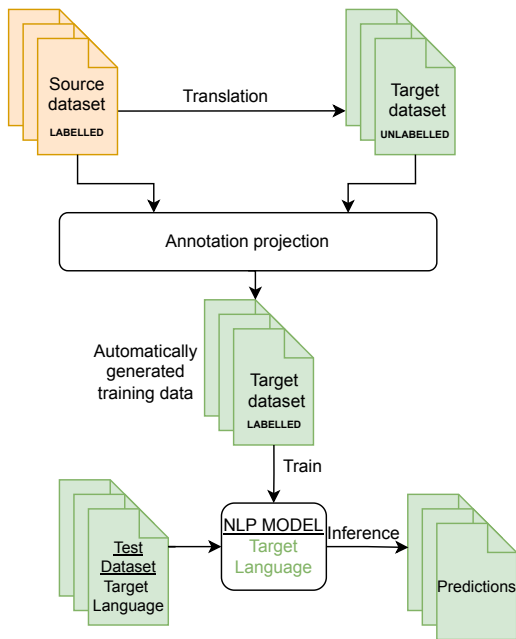 Source
dataset
LABELLED
Translation
Target
dataset
UNLABELLED
Annotation projection
Automatically
generated
training data
Target
dataset
LABELLED
Train
Test
Dataset
Target
Language
NLP MODEL
Target
Language
Inference
Predictions